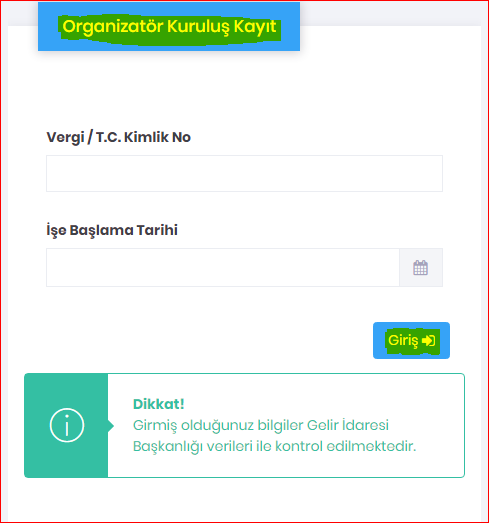 Organizatör Kuruluş Kayıt
Vergi / T.C. Kimlik No
İşe Başlama Tarihi
Giriş
Dikkat!
Girmiş olduğunuz bilgiler Gelir İdaresi
Başkanlığı verileri ile kontrol edilmektedir.